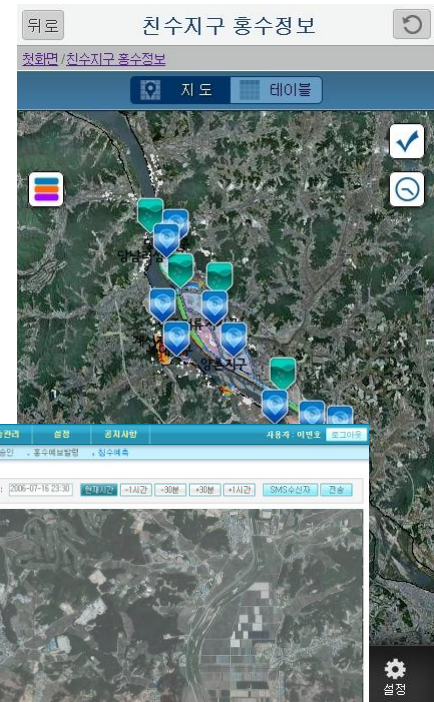 뒤로
친수지구 홍수정보
첫화면 / 친수지구 홍수정보
지 도
테이블
설정
공지사항
사용자 : 이번호
로그아웃
홍수예보발령
침수예측
2006-07-16 23:30
현재시간
-1시간
-30분
+30분
+1시간
SMS수신자
전송
설정